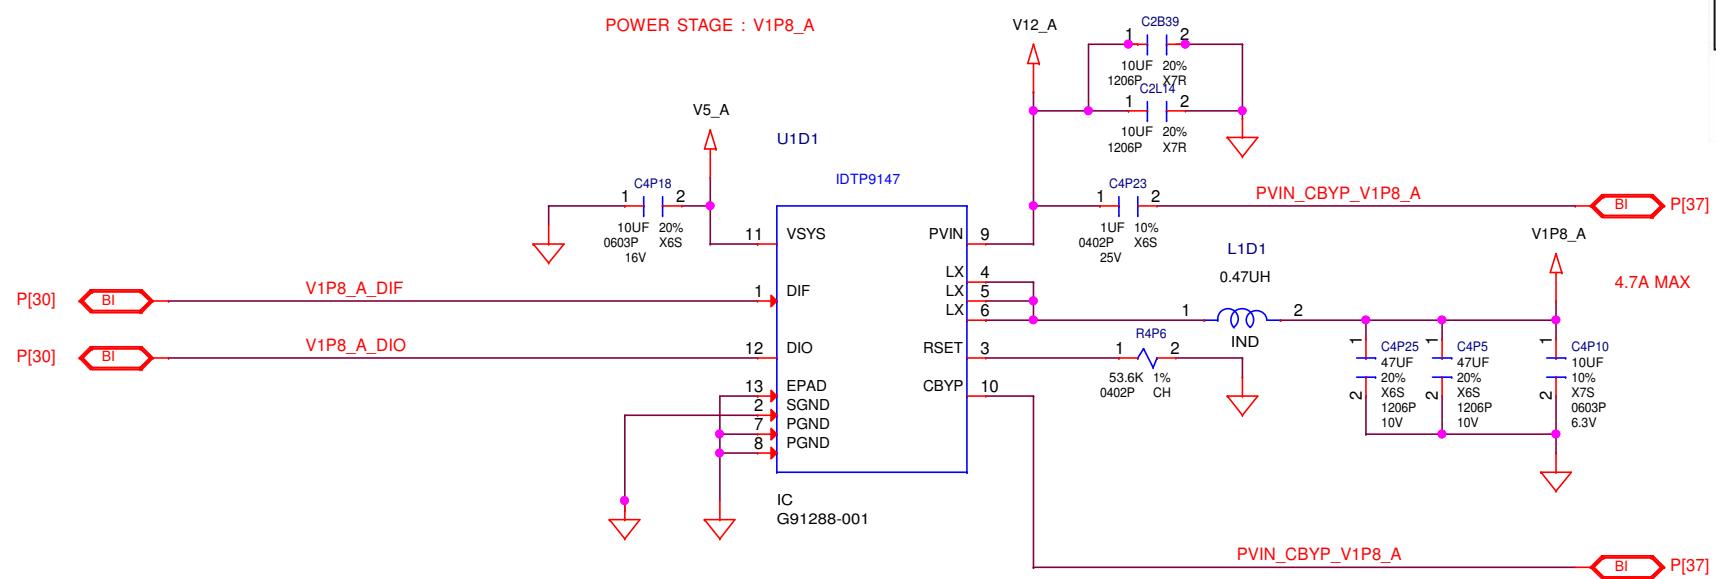 POWER STAGE : V1P8_A
V12_A
C2B39
1 2
10UF 20%
1206P X7R
C2L14
1 2
10UF 20%
1206P X7R
V5_A
U1D1
IDTP9147
C4P18
1 2
10UF 20%
0603P X6S
16V
11 VSYS
PVIN 9
C4P23
1 2
1UF 10%
0402P X6S
25V
PVIN_CBYP_V1P8_A
BI P[37]
L1D1
0.47UH
1 2
IND
V1P8_A
4.7A MAX
LX 4
LX 5
LX 6
P[30] BI
V1P8_A_DIF
1 DIF
P[30] BI
V1P8_A_DIO
12 DIO
RSET 3
R4P6
1 2
53.6K 1%
0402P CH
CBYP 10
13 EPAD
2 SGND
7 PGND
8 PGND
1
2
C4P25
47UF
20%
X6S
1206P
10V
1
2
C4P5
47UF
20%
X6S
1206P
10V
1
2
C4P10
10UF
10%
X7S
0603P
6.3V
IC
G91288-001
PVIN_CBYP_V1P8_A
BI P[37]